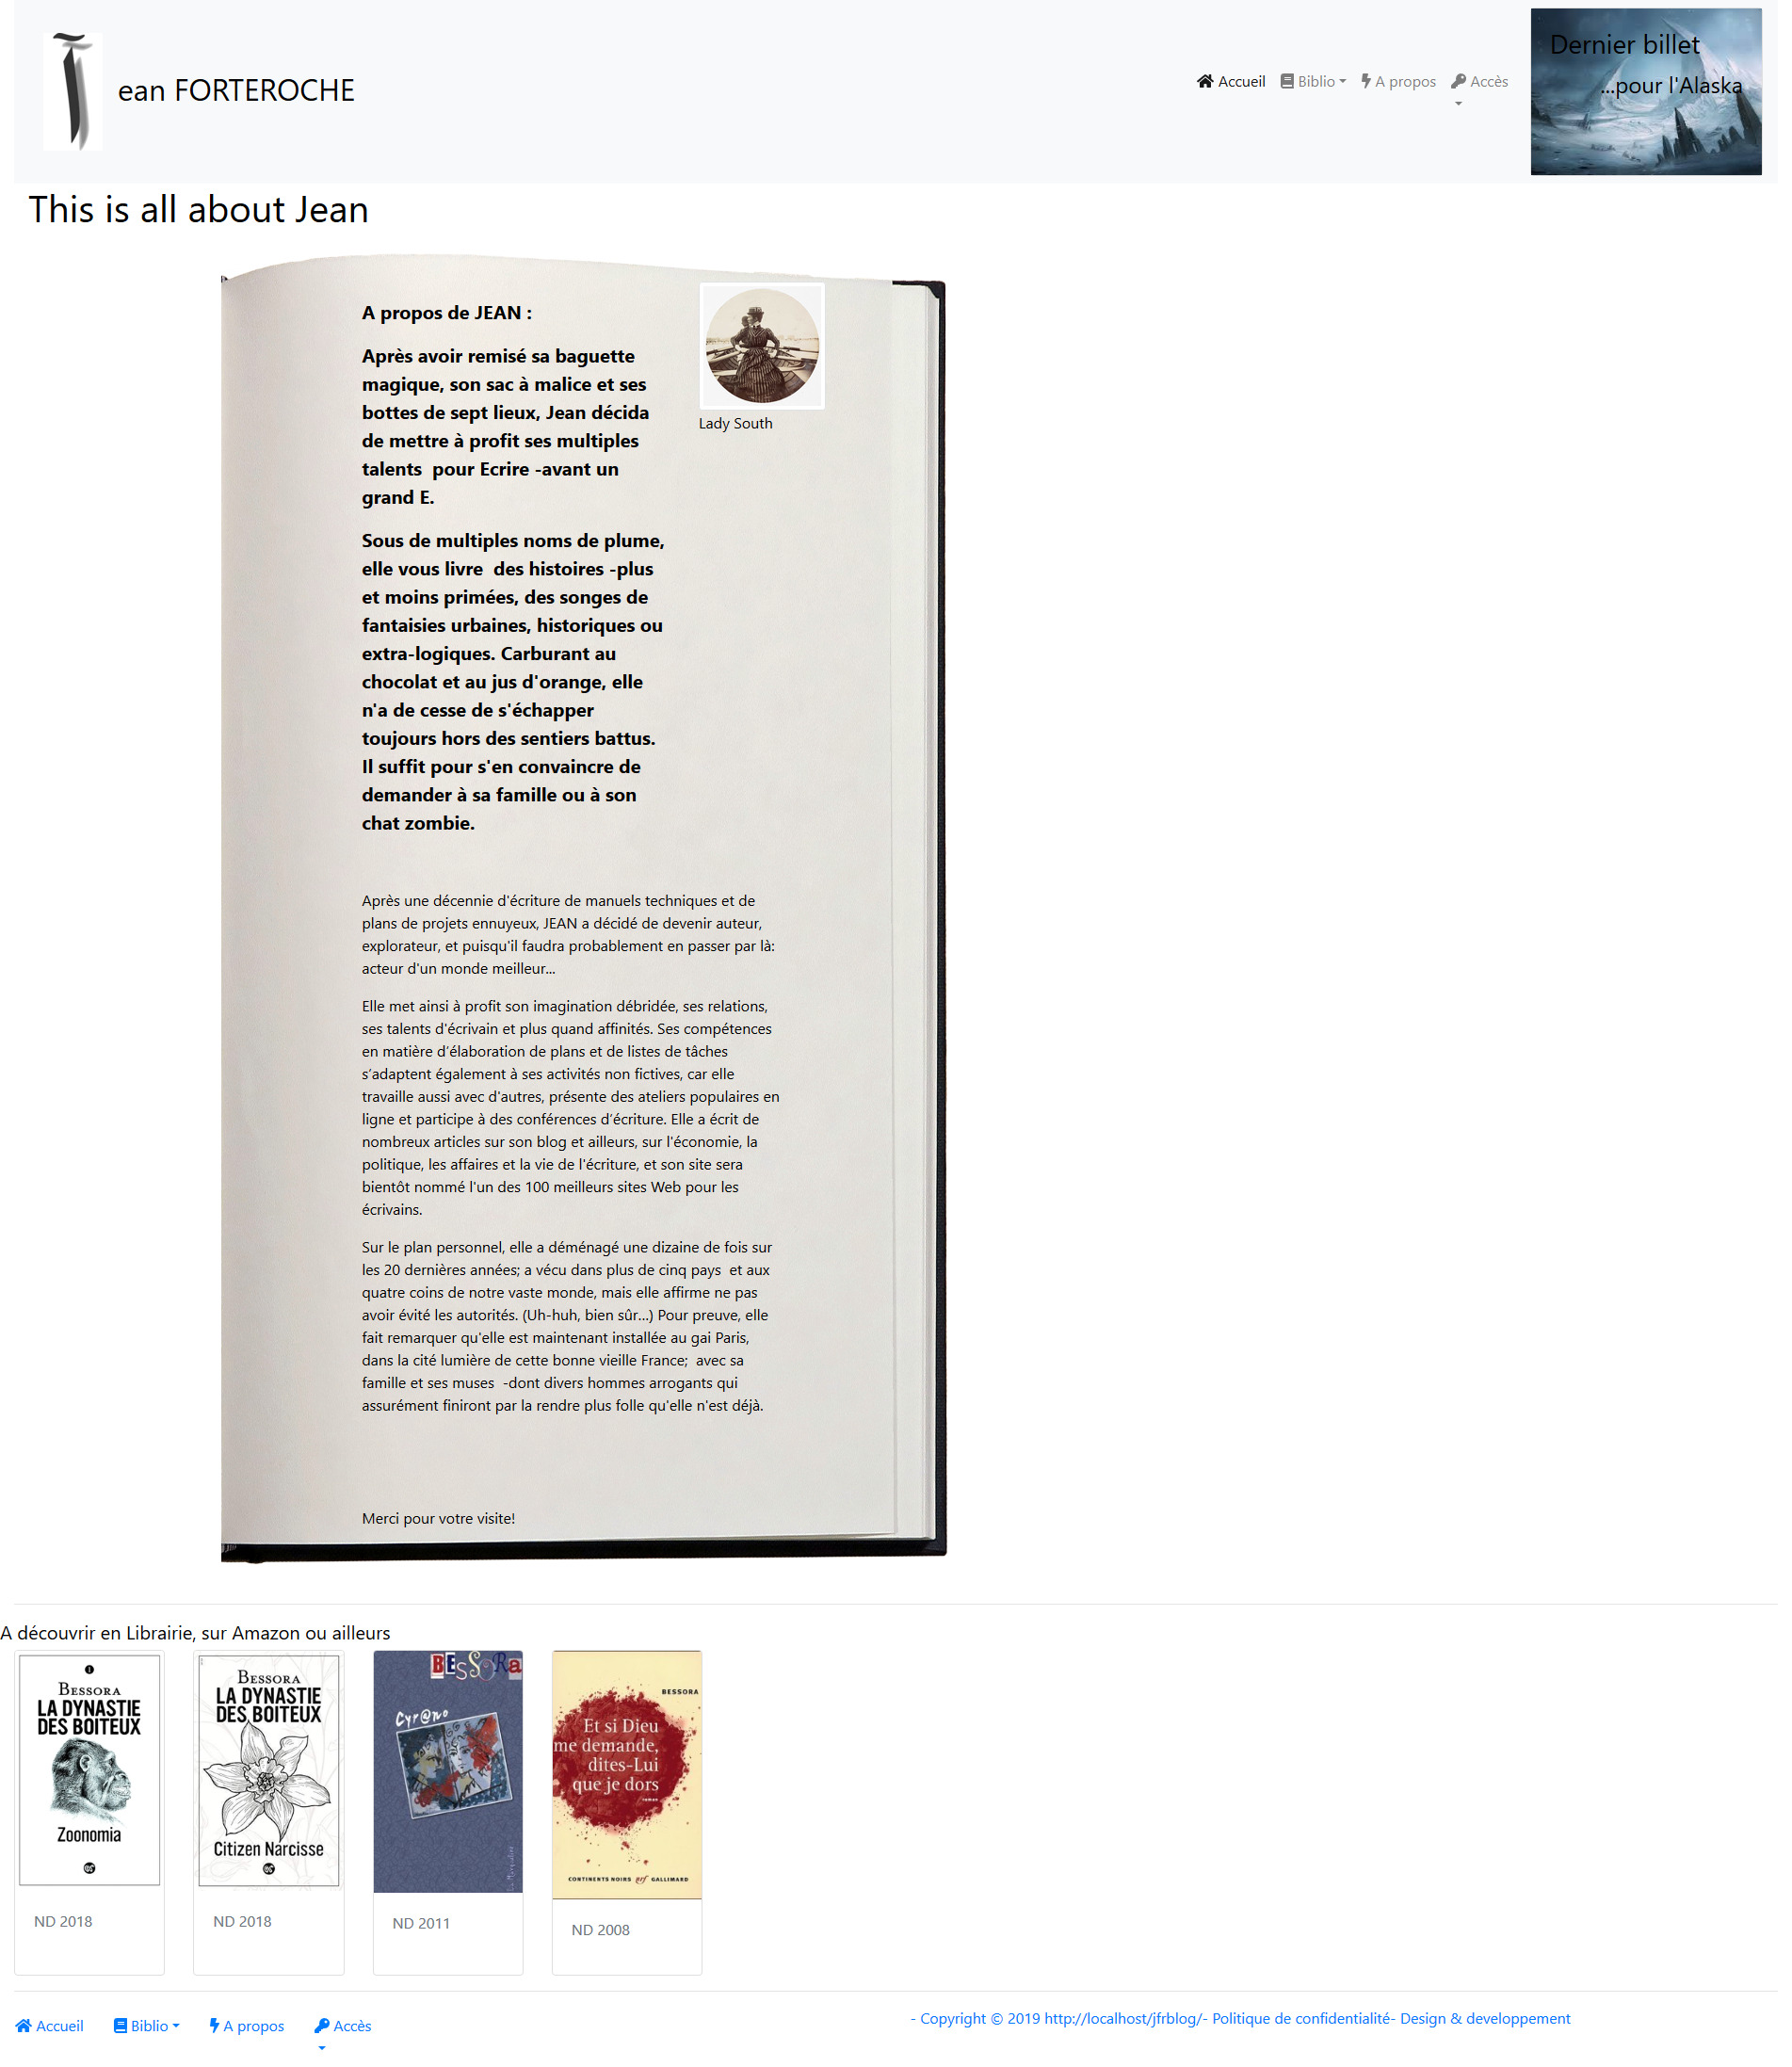 ean FORTEROCHE
Accueil
Biblio
A propos
Accès
Dernier billet
...pour l'Alaska
This is all about Jean
A propos de JEAN :
Après avoir remisé sa baguette
magique, son sac à malice et ses
bottes de sept lieux, Jean décida
de mettre à profit ses multiples
talents  pour Ecrire -avant un
grand E.
Sous de multiples noms de plume,
elle vous livre  des histoires -plus
et moins primées, des songes de
fantaisies urbaines, historiques ou
extra-logiques. Carburant au
chocolat et au jus d'orange, elle
n'a de cesse de s'échapper
toujours hors des sentiers battus.
Il suffit pour s'en convaincre de
demander à sa famille ou à son
chat zombie.
Lady South
Après une décennie d'écriture de manuels techniques et de
plans de projets ennuyeux, JEAN a décidé de devenir auteur,
explorateur, et puisqu'il faudra probablement en passer par là:
acteur d'un monde meilleur...
Elle met ainsi à profit son imagination débridée, ses relations,
ses talents d'écrivain et plus quand affinités. Ses compétences
en matière d’élaboration de plans et de listes de tâches
s’adaptent également à ses activités non fictives, car elle
travaille aussi avec d'autres, présente des ateliers populaires en
ligne et participe à des conférences d’écriture. Elle a écrit de
nombreux articles sur son blog et ailleurs, sur l'économie, la
politique, les affaires et la vie de l'écriture, et son site sera
bientôt nommé l'un des 100 meilleurs sites Web pour les
écrivains.
Sur le plan personnel, elle a déménagé une dizaine de fois sur
les 20 dernières années; a vécu dans plus de cinq pays  et aux
quatre coins de notre vaste monde, mais elle affirme ne pas
avoir évité les autorités. (Uh-huh, bien sûr...) Pour preuve, elle
fait remarquer qu'elle est maintenant installée au gai Paris,
dans la cité lumière de cette bonne vieille France;  avec sa
famille et ses muses  -dont divers hommes arrogants qui
assurément finiront par la rendre plus folle qu'elle n'est déjà.
Merci pour votre visite!
A découvrir en Librairie, sur Amazon ou ailleurs
BESSORA
LA DYNASTIE
DES BOITEUX
Zoonomia
ND 2018
BESSORA
LA DYNASTIE
DES BOITEUX
Citizen Narcisse
ND 2018
BESSORa
Cyr@no
ND 2011
BESSORA
Et si Dieu
me demande,
dites-Lui
que je dors
roman
CONTINENTS NOIRS nrf GALLIMARD
ND 2008
Accueil
Biblio
A propos
Accès
- Copyright © 2019 http://localhost/jfrblog/- Politique de confidentialité- Design & developpement